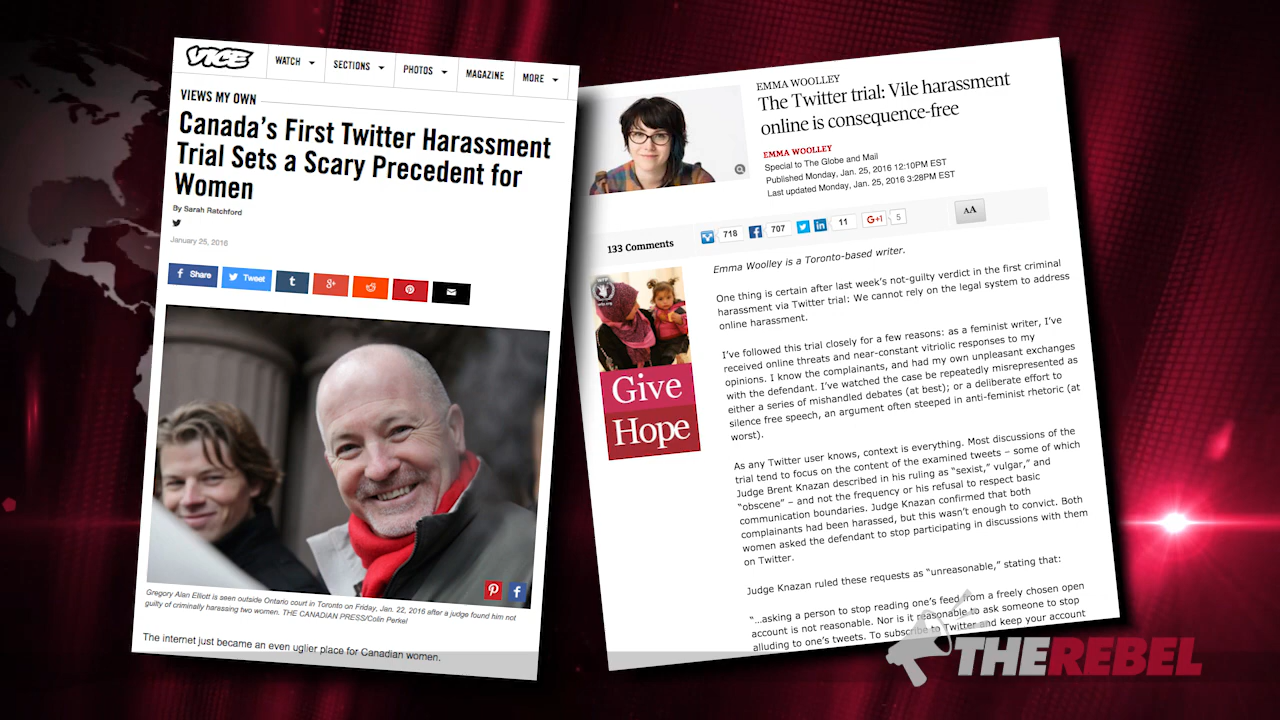 VICE
WATCH
SECTIONS
PHOTOS
MAGAZINE
MORE
VIEWS MY OWN
Canada's First Twitter Harassment
Trial Sets a Scary Precedent for
Women
By Sarah Ratchford
January 25, 2016
Share
Tweet
Gregory Alan Elliott is seen outside Ontario court in Toronto on Friday, Jan. 22, 2016 after a judge found him not
guilty of criminally harassing two women. THE CANADIAN PRESS/Colin Perkel
The internet just became an even uglier place for Canadian women.
EMMA WOOLLEY
The Twitter trial: Vile harassment
online is consequence-free
EMMA WOOLLEY
Special to The Globe and Mail
Published Monday, Jan. 25, 2016 12:10PM EST
Last updated Monday, Jan. 25, 2016 3:28PM EST
133 Comments
718
707
11
G+1
5
AA
Give
Hope
Emma Woolley is a Toronto-based writer.
One thing is certain after last week's not-guilty verdict in the first criminal
harassment via Twitter trial: We cannot rely on the legal system to address
online harassment.
I've followed this trial closely for a few reasons: as a feminist writer, I've
received online threats and near-constant vitriolic responses to my
opinions. I know the complainants, and had my own unpleasant exchanges
with the defendant. I've watched the case be repeatedly misrepresented as
either a series of mishandled debates (at best); or a deliberate effort to
silence free speech, an argument often steeped in anti-feminist rhetoric (at
worst).
As any Twitter user knows, context is everything. Most discussions of the
trial tend to focus on the content of the examined tweets – some of which
Judge Brent Knazan described in his ruling as "sexist," vulgar," and
"obscene" – and not the frequency or his refusal to respect basic
communication boundaries. Judge Knazan confirmed that both
complainants had been harassed, but this wasn't enough to convict. Both
women asked the defendant to stop participating in discussions with them
on Twitter.
Judge Knazan ruled these requests as "unreasonable," stating that:
"...asking a person to stop reading one's feed from a freely chosen open
account is not reasonable. Nor is it reasonable to ask someone to stop
alluding to one's tweets. To subscribe to Twitter and keep your account
THEREBEL